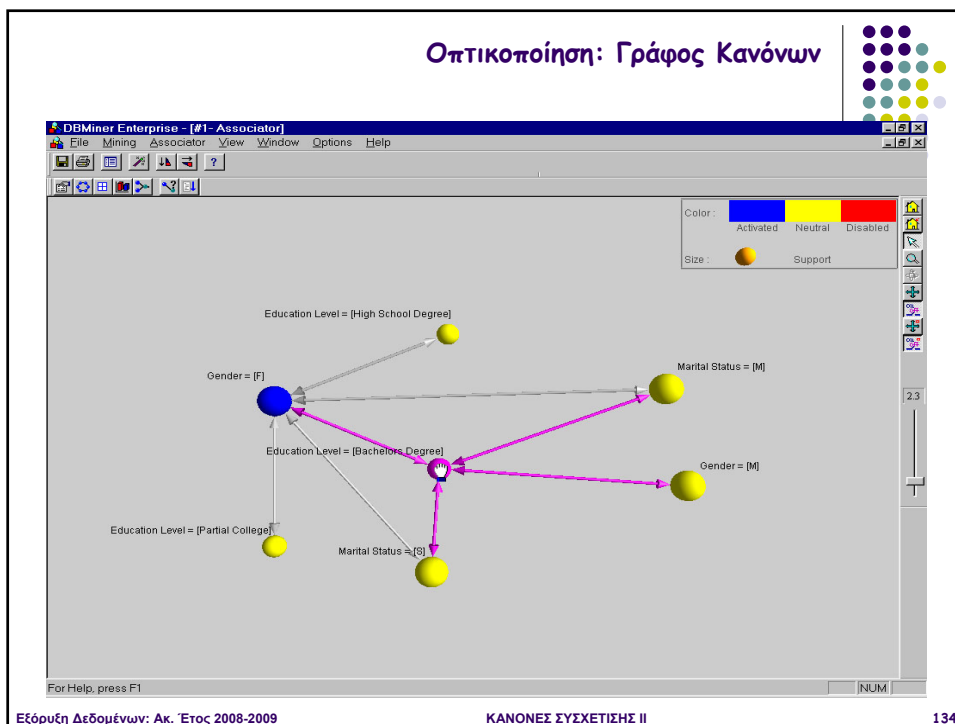 Οπτικοποίηση: Γράφος Κανόνων
DBMiner Enterprise - [#1- Associator]
File Mining Associator View Window Options Help
Color :
Activated Neutral Disabled
Size : Support
Education Level = [High School Degree]
Gender = [F]
Marital Status = [M]
2.3
Education Level = [Bachelors Degree]
Gender = [M]
Education Level = [Partial College]
Marital Status = [S]
For Help, press F1
NUM
Εξόρυξη Δεδομένων: Ακ. Έτος 2008-2009 ΚΑΝΟΝΕΣ ΣΥΣΧΕΤΙΣΗΣ II 134